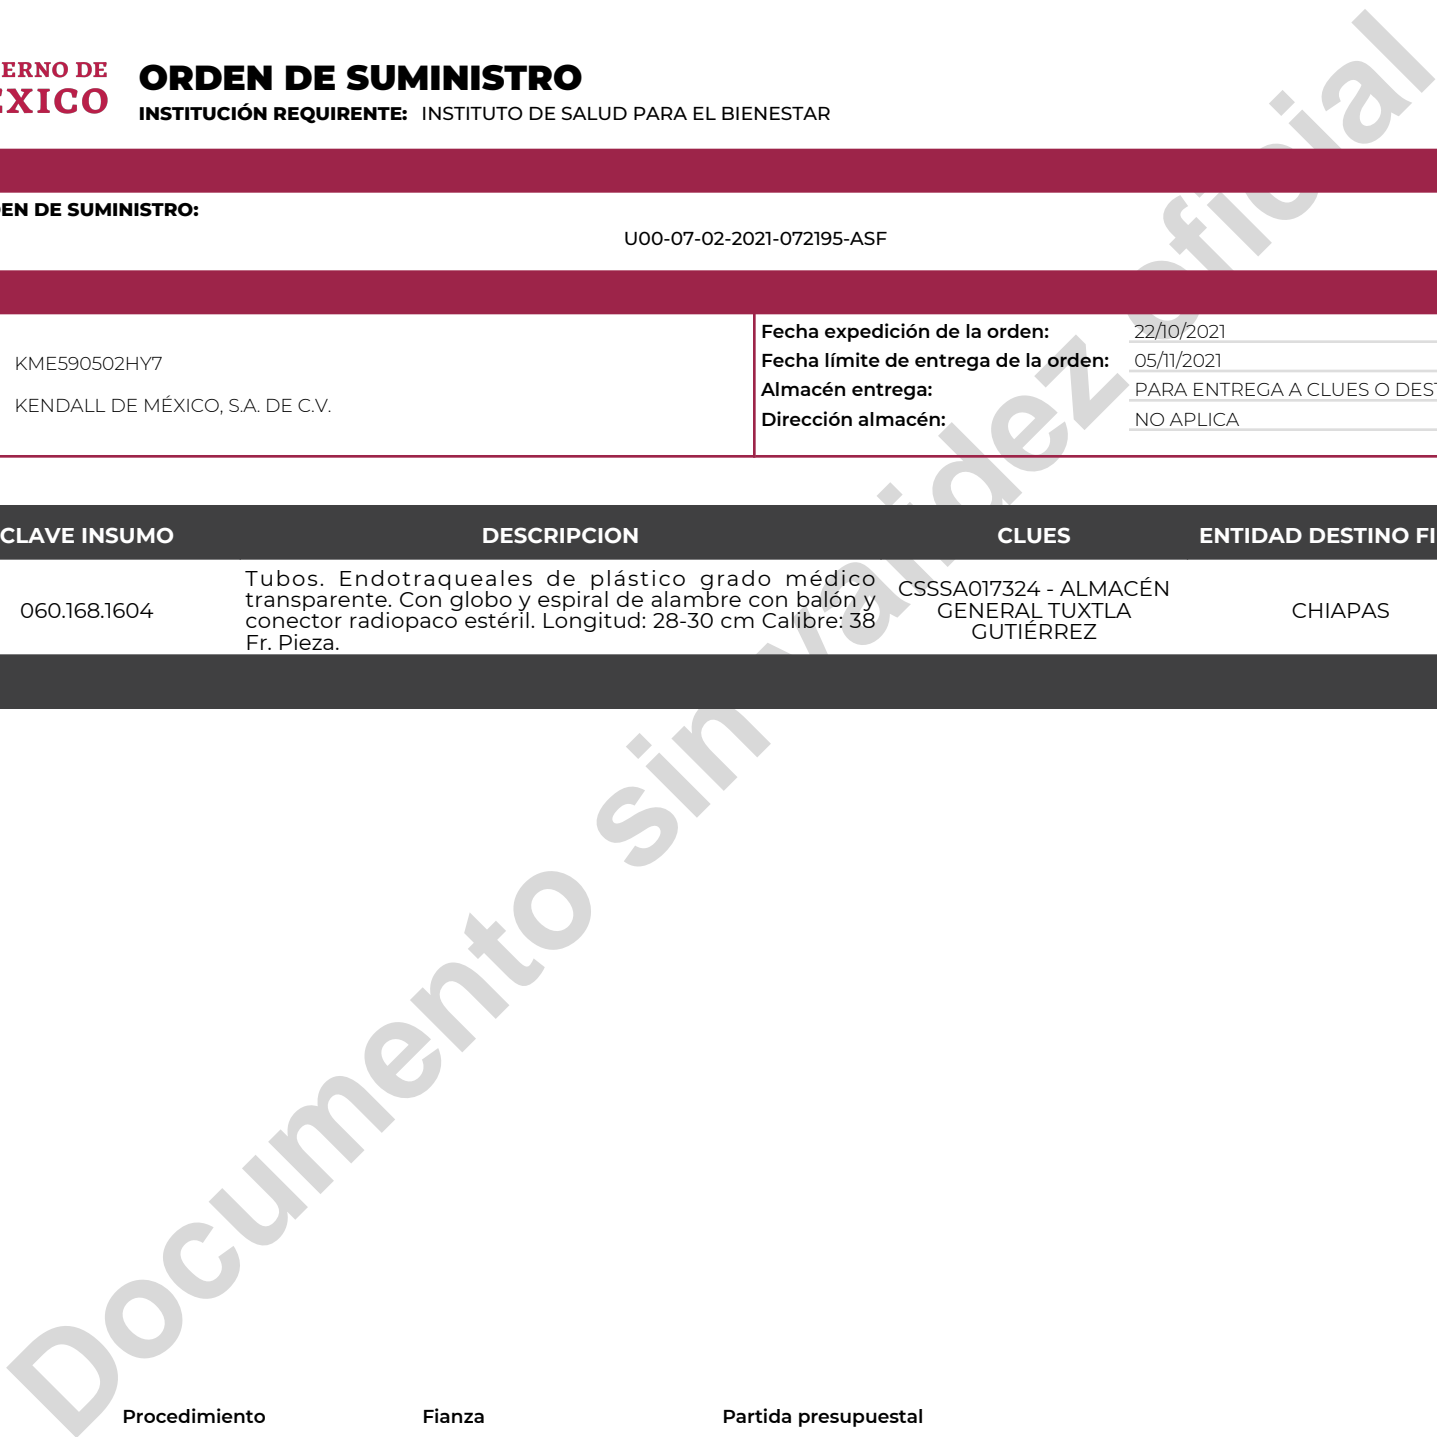 ERNO DE
ÉXICO
ORDEN DE SUMINISTRO
INSTITUCIÓN REQUIRENTE: INSTITUTO DE SALUD PARA EL BIENESTAR
EN DE SUMINISTRO:
U00-07-02-2021-072195-ASF
KME590502HY7
KENDALL DE MÉXICO, S.A. DE C.V.
Fecha expedición de la orden: 22/10/2021
Fecha límite de entrega de la orden: 05/11/2021
Almacén entrega: PARA ENTREGA A CLUES O DEST
Dirección almacén: NO APLICA
CLAVE INSUMO DESCRIPCION CLUES ENTIDAD DESTINO FI
060.168.1604
Tubos. Endotraqueales de plástico grado médico
transparente. Con globo y espiral de alambre con balón y
conector radiopaco estéril. Longitud: 28-30 cm Calibre: 38
Fr. Pieza.
CSSSA017324 - ALMACÉN
GENERAL TUXTLA
GUTIÉRREZ
CHIAPAS
Documento sin validez oficial
Procedimiento Fianza Partida presupuestal